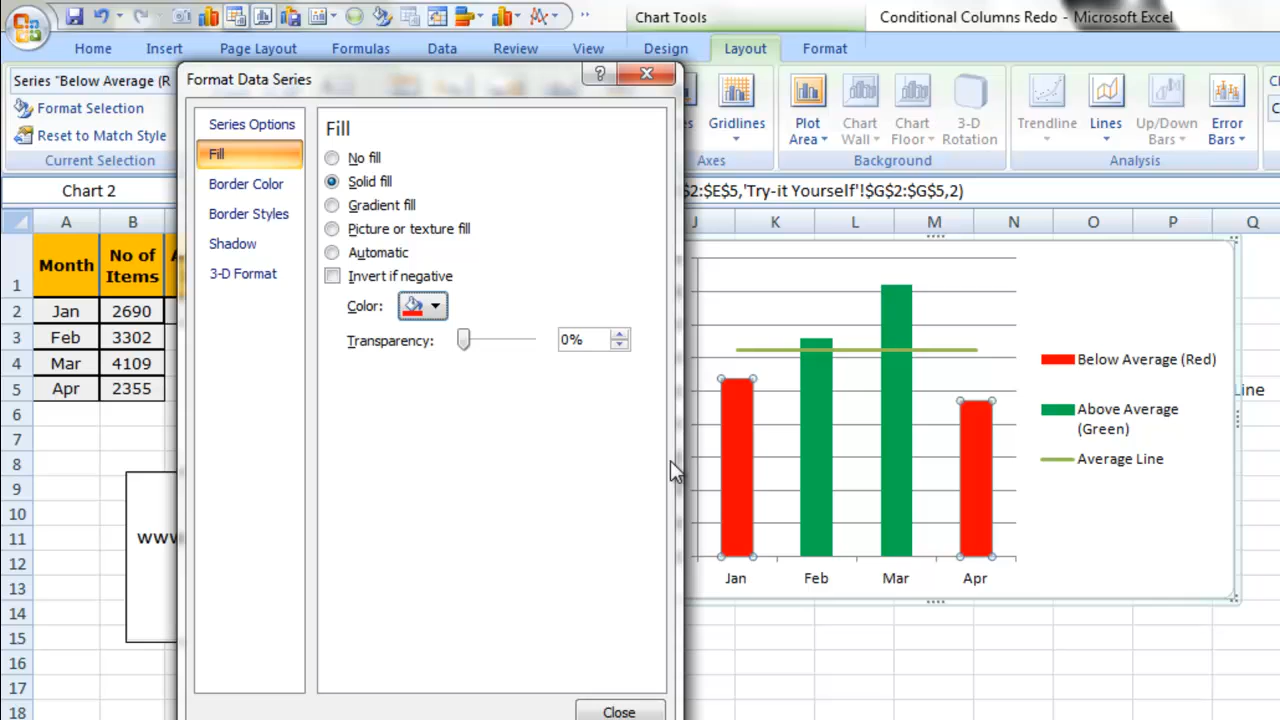 Chart Tools
Conditional Columns Redo - Microsoft Excel
Home Insert Page Layout Formulas Data Review View Design Layout Format
Series "Below Average (R
Format Selection
Reset to Match Style
Current Selection
Gridlines
Axes
Plot Area
Chart Wall
Chart Floor
3-D Rotation
Background
Trendline
Lines
Up/Down Bars
Error Bars
Analysis
Chart 2
$2:$E$5,'Try-it Yourself'!$G$2:$G$5,2)
A B J K L M N O P Q
1 Month No of Items
2 Jan 2690
3 Feb 3302
4 Mar 4109
5 Apr 2355
6
7
8
9
10
11
12
13
14
15
16
17
18
www
Format Data Series
Series Options
Fill
Border Color
Border Styles
Shadow
3-D Format
Fill
No fill
Solid fill
Gradient fill
Picture or texture fill
Automatic
Invert if negative
Color:
Transparency: 0%
Close
Below Average (Red)
Above Average
(Green)
Average Line
Line
Jan Feb Mar Apr